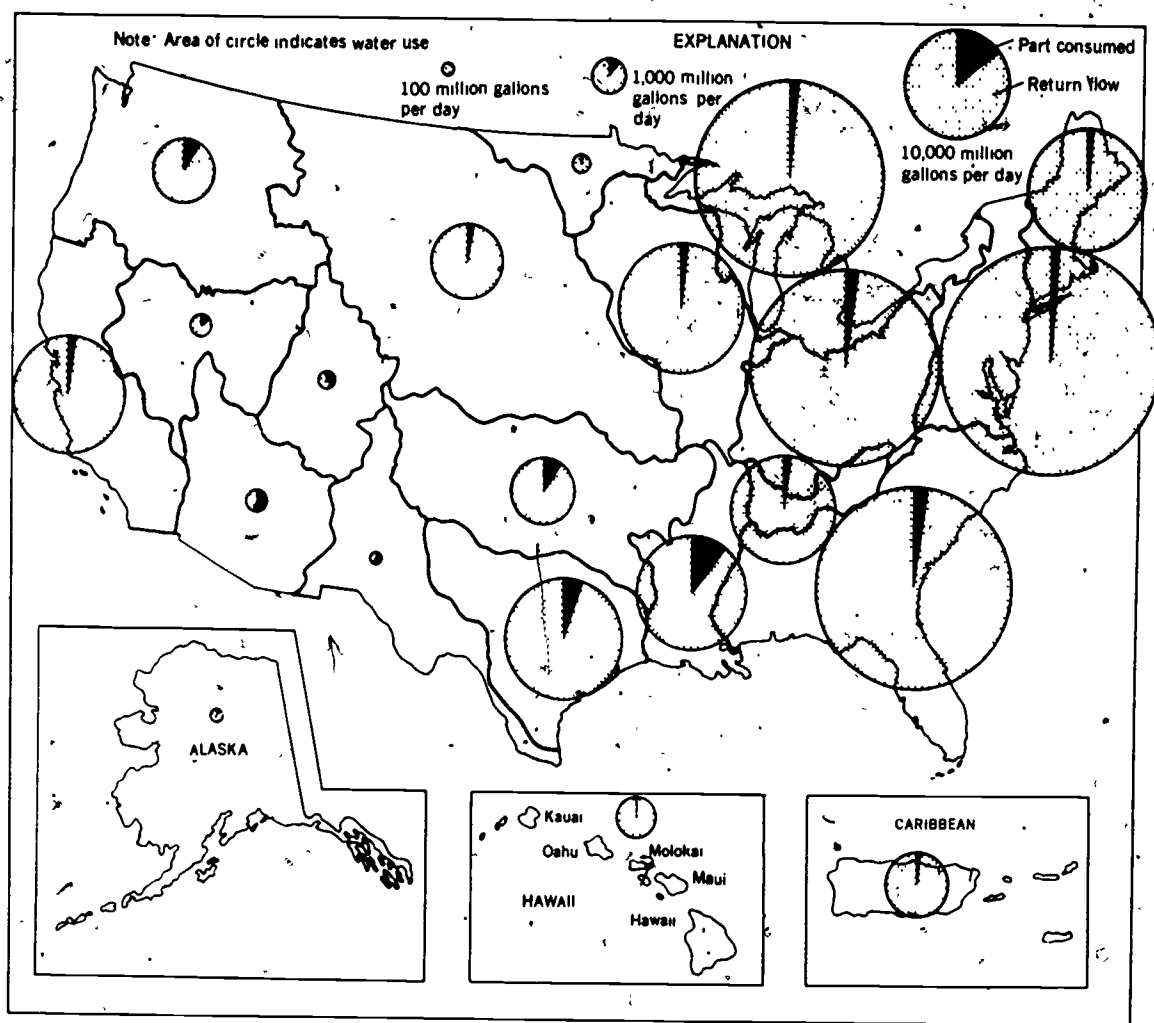 Note: Area of circle indicates water use
EXPLANATION
100 million gallons
per day
1,000 million
gallons per
day
Part consumed
Return flow
10,000 million
gallons per day
ALASKA
Kauai
Oahu
Molokai
Maui
HAWAII
Hawaii
CARIBBEAN